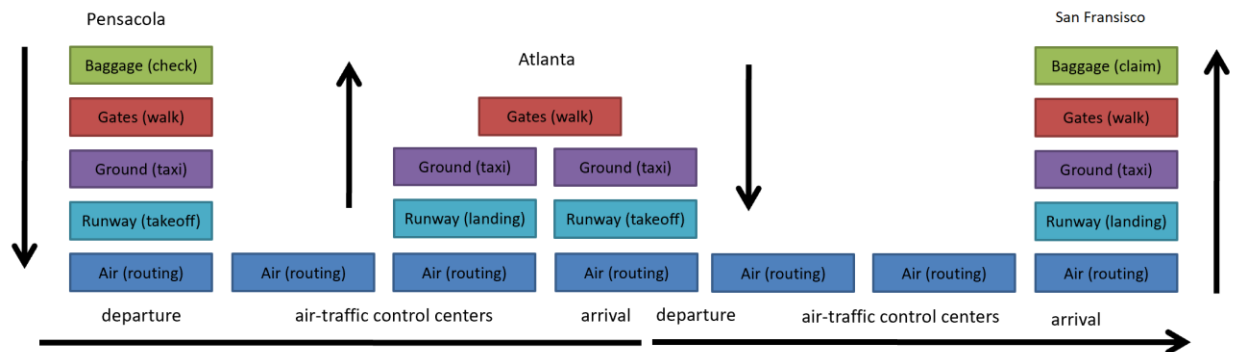 Pensacola
San Fransisco
Atlanta
Baggage (check)
Baggage (claim)
Gates (walk)
Gates (walk)
Gates (walk)
Ground (taxi)
Ground (taxi)
Ground (taxi)
Ground (taxi)
Runway (takeoff)
Runway (landing)
Runway (takeoff)
Runway (landing)
Air (routing)
Air (routing)
Air (routing)
Air (routing)
Air (routing)
Air (routing)
Air (routing)
departure
air-traffic control centers
arrival
departure
air-traffic control centers
arrival